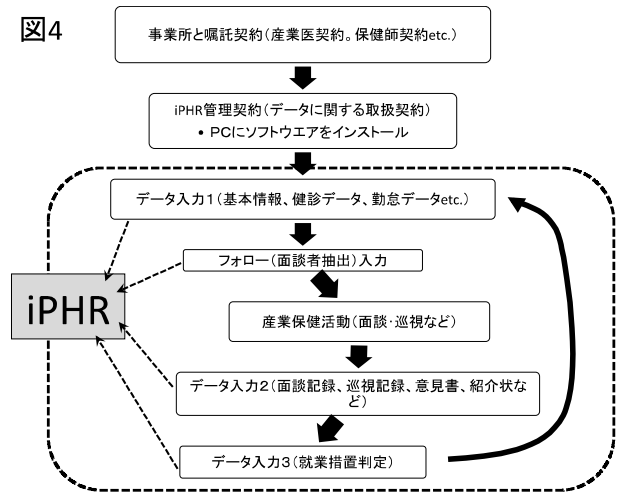 図4
事業所と嘱託契約(産業医契約。保健師契約etc.)
iPHR管理契約(データに関する取扱契約)
• PCにソフトウエアをインストール
データ入力1(基本情報、健診データ、勤怠データetc.)
フォロー(面談者抽出)入力
iPHR
産業保健活動(面談・巡視など)
データ入力2(面談記録、巡視記録、意見書、紹介状な
ど)
データ入力3(就業措置判定)